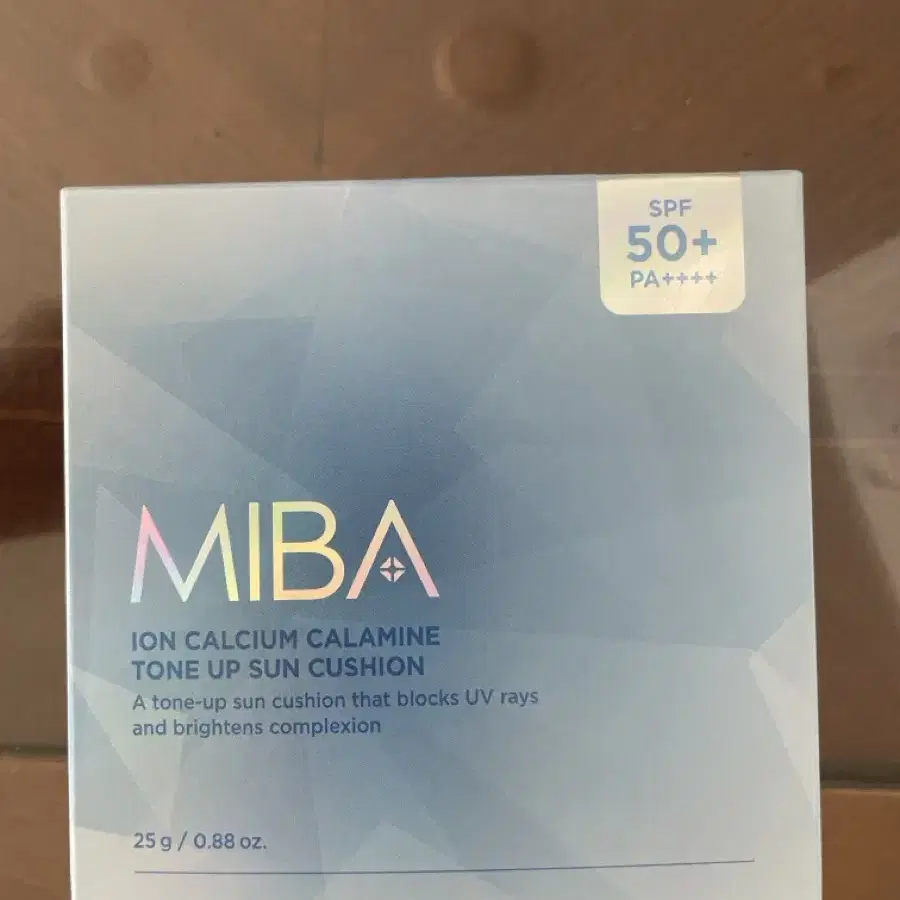 SPF
50+
PA++++
MIBA
ION CALCIUM CALAMINE
TONE UP SUN CUSHION
A tone-up sun cushion that blocks UV rays
and brightens complexion
25 g / 0.88 oz.